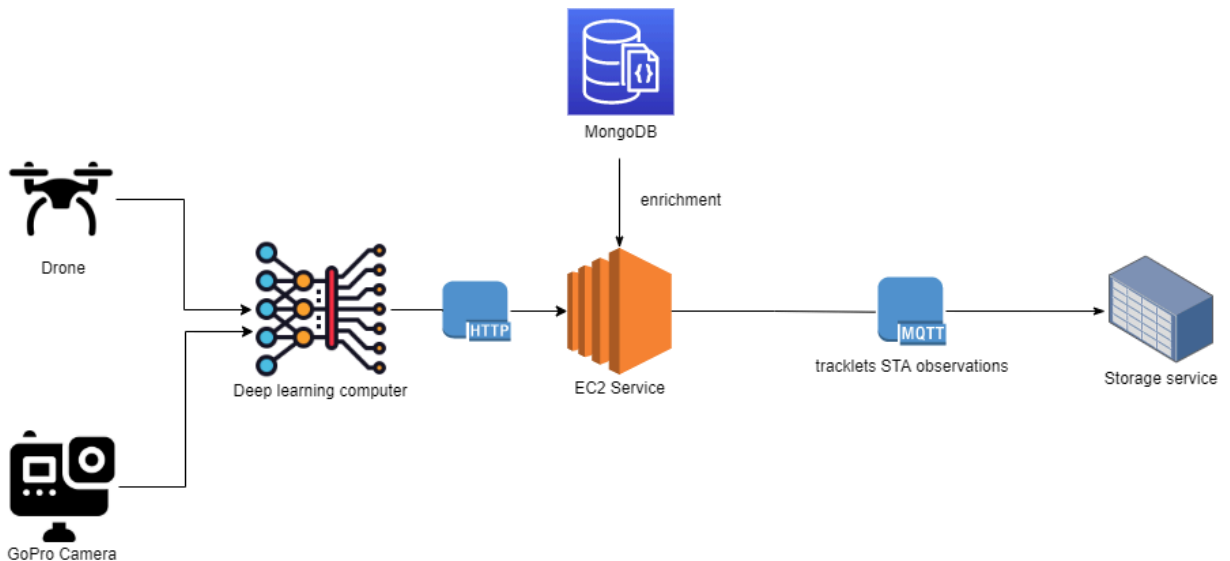 MongoDB
enrichment
Drone
HTTP
MQTT
Deep learning computer
EC2 Service
tracklets STA observations
Storage service
GoPro Camera